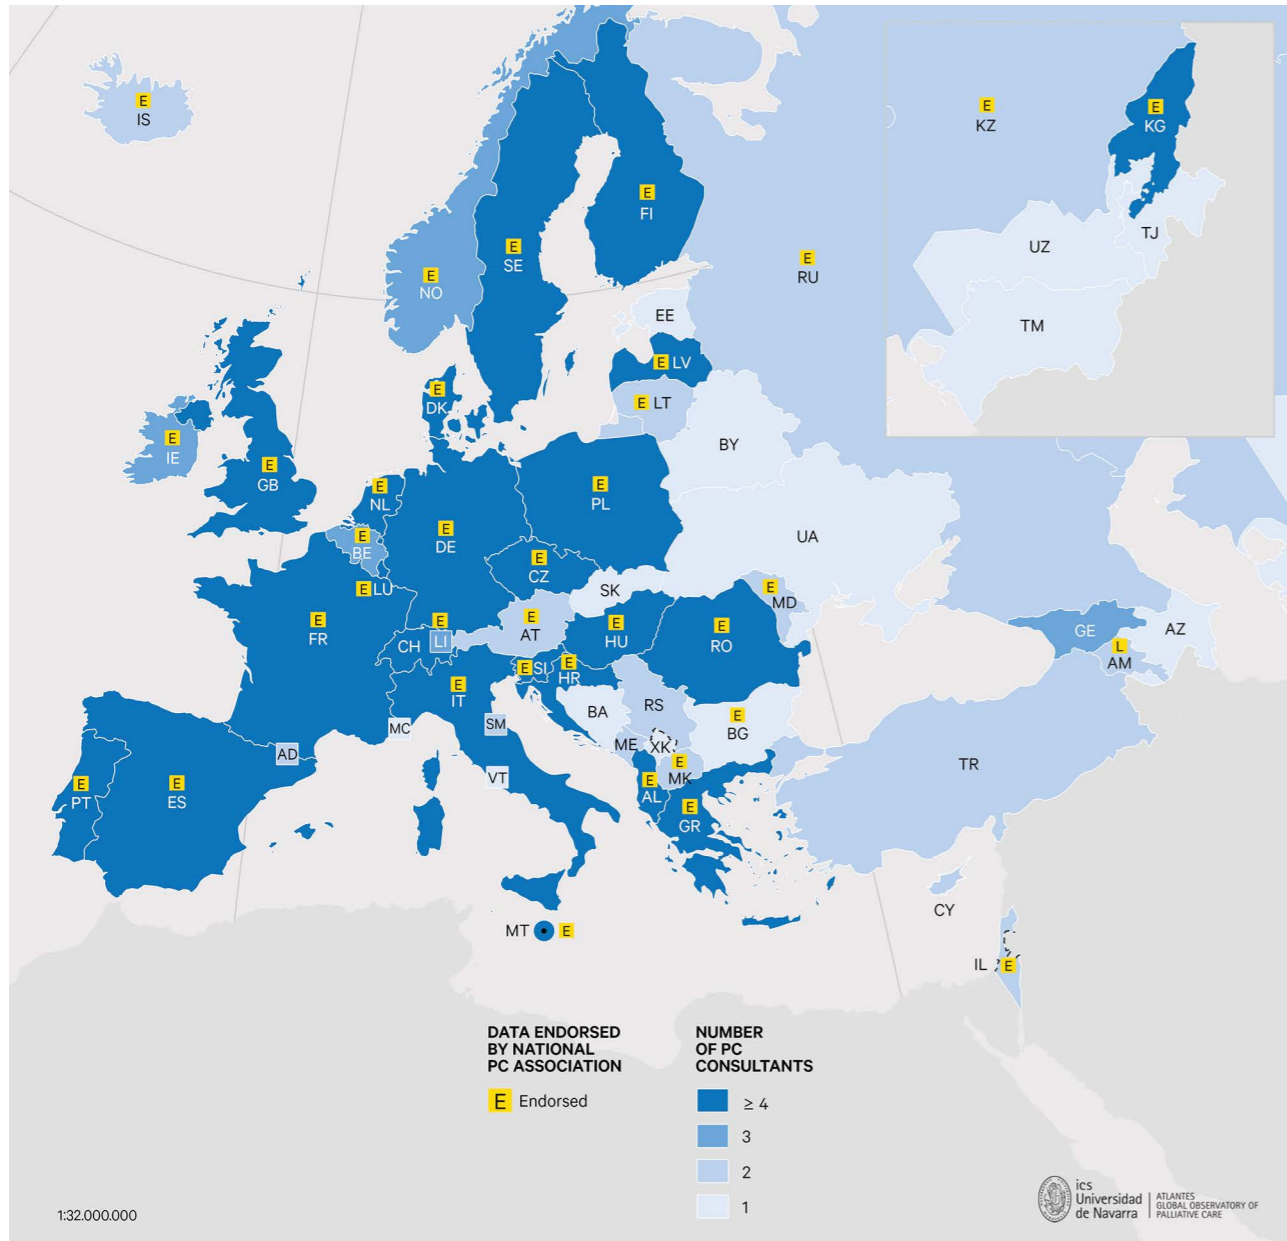 E
IS
E
KZ
E
KG
TJ
UZ
TM
E
FI
E
SE
E
NO
E
RU
EE
E LV
E LT
E
DK
BY
E
IE
E
GB
E
NL
E
PL
E
BE
E
DE
UA
E
CZ
E LU
SK
E
MD
E
FR
CH
E
LI
E
AT
E
HU
E
RO
GE
AZ
L
AM
E SI
E
HR
E
IT
MC
SM
BA
RS
E
BG
ME
XK
AD
VT
E
MK
TR
E
PT
E
ES
E
AL
E
GR
CY
MT E
IL E
DATA ENDORSED
BY NATIONAL
PC ASSOCIATION
E Endorsed
NUMBER
OF PC
CONSULTANTS
≥ 4
3
2
1
1:32.000.000
ics
Universidad
de Navarra
ATLANTES
GLOBAL OBSERVATORY OF
PALLIATIVE CARE